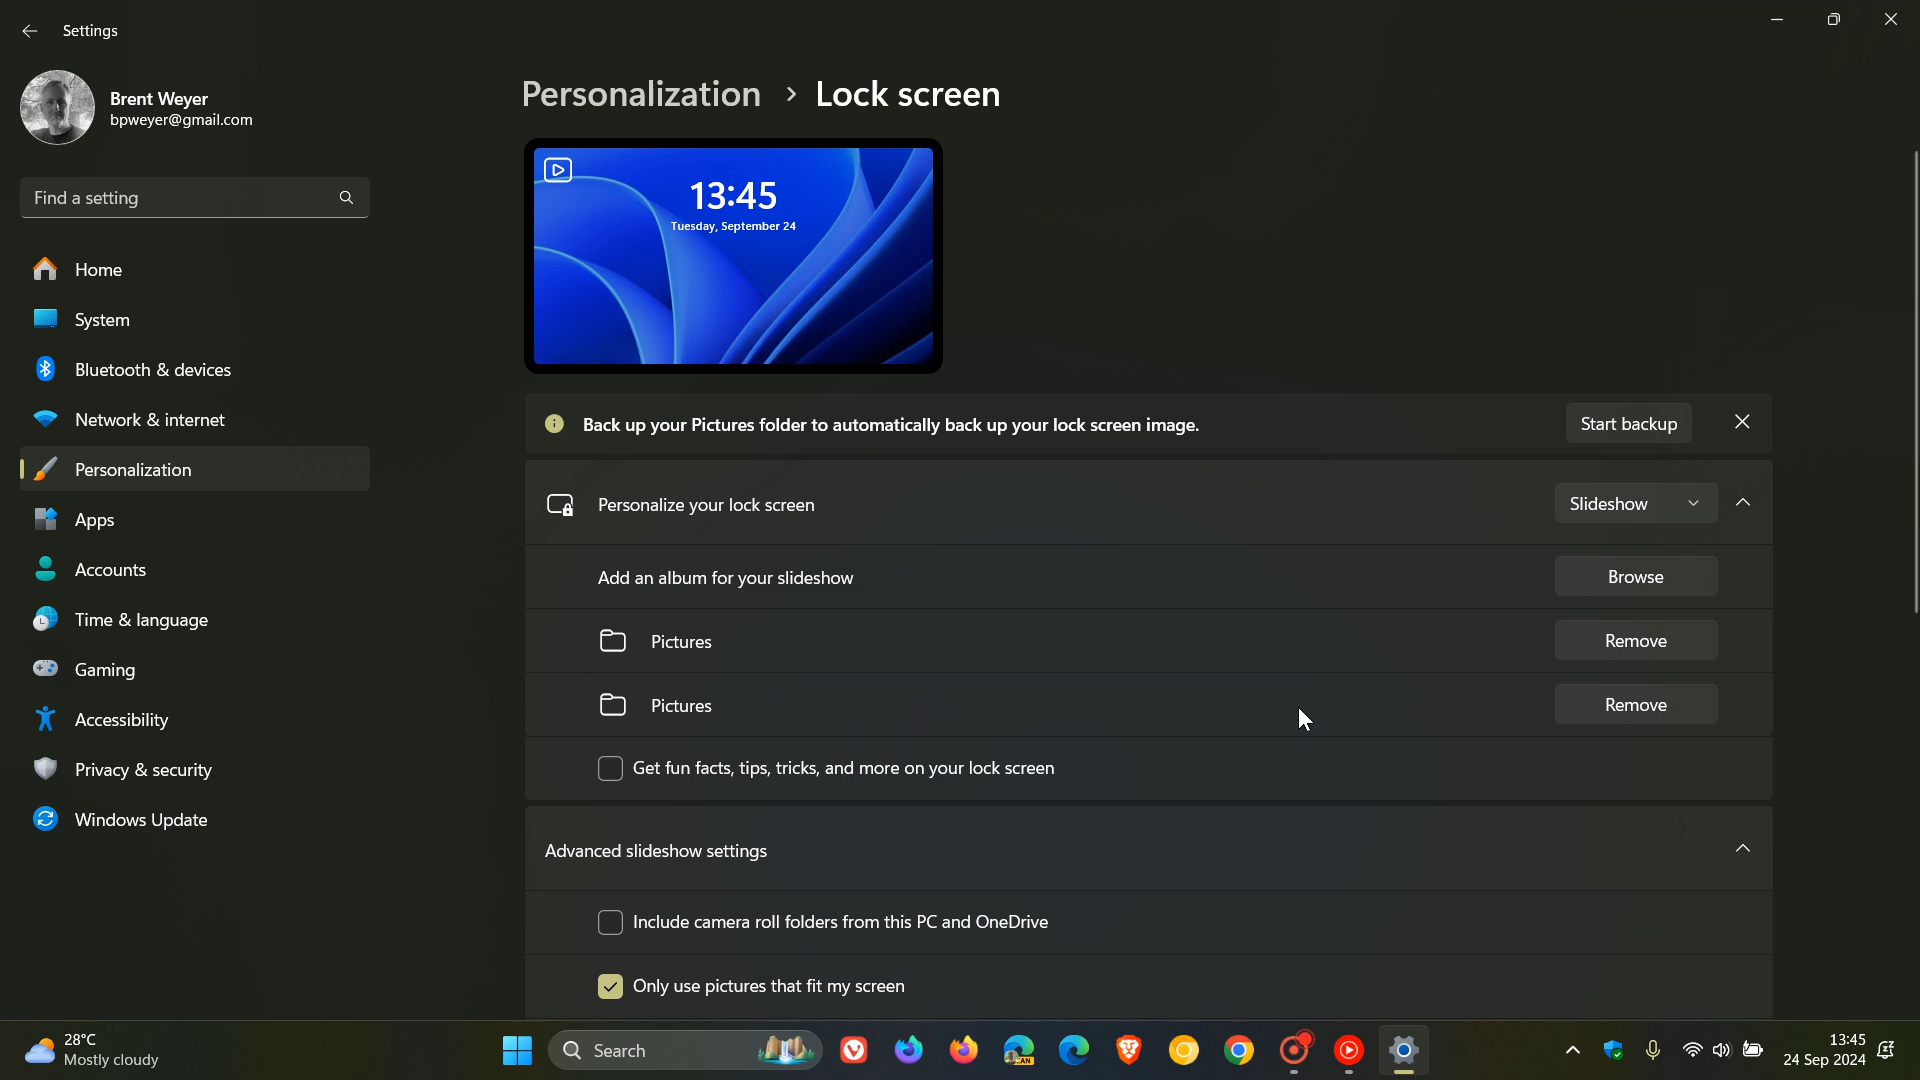 Settings
Brent Weyer
bpweyer@gmail.com
Find a setting
Home
System
Bluetooth & devices
Network & internet
Personalization
Apps
Accounts
Time & language
Gaming
Accessibility
Privacy & security
Windows Update
Personalization > Lock screen
13:45
Tuesday, September 24
Back up your Pictures folder to automatically back up your lock screen image. Start backup
Personalize your lock screen Slideshow
Add an album for your slideshow Browse
Pictures Remove
Pictures Remove
Get fun facts, tips, tricks, and more on your lock screen
Advanced slideshow settings
Include camera roll folders from this PC and OneDrive
Only use pictures that fit my screen
28°C
Mostly cloudy
Search
CAN
13:45
24 Sep 2024